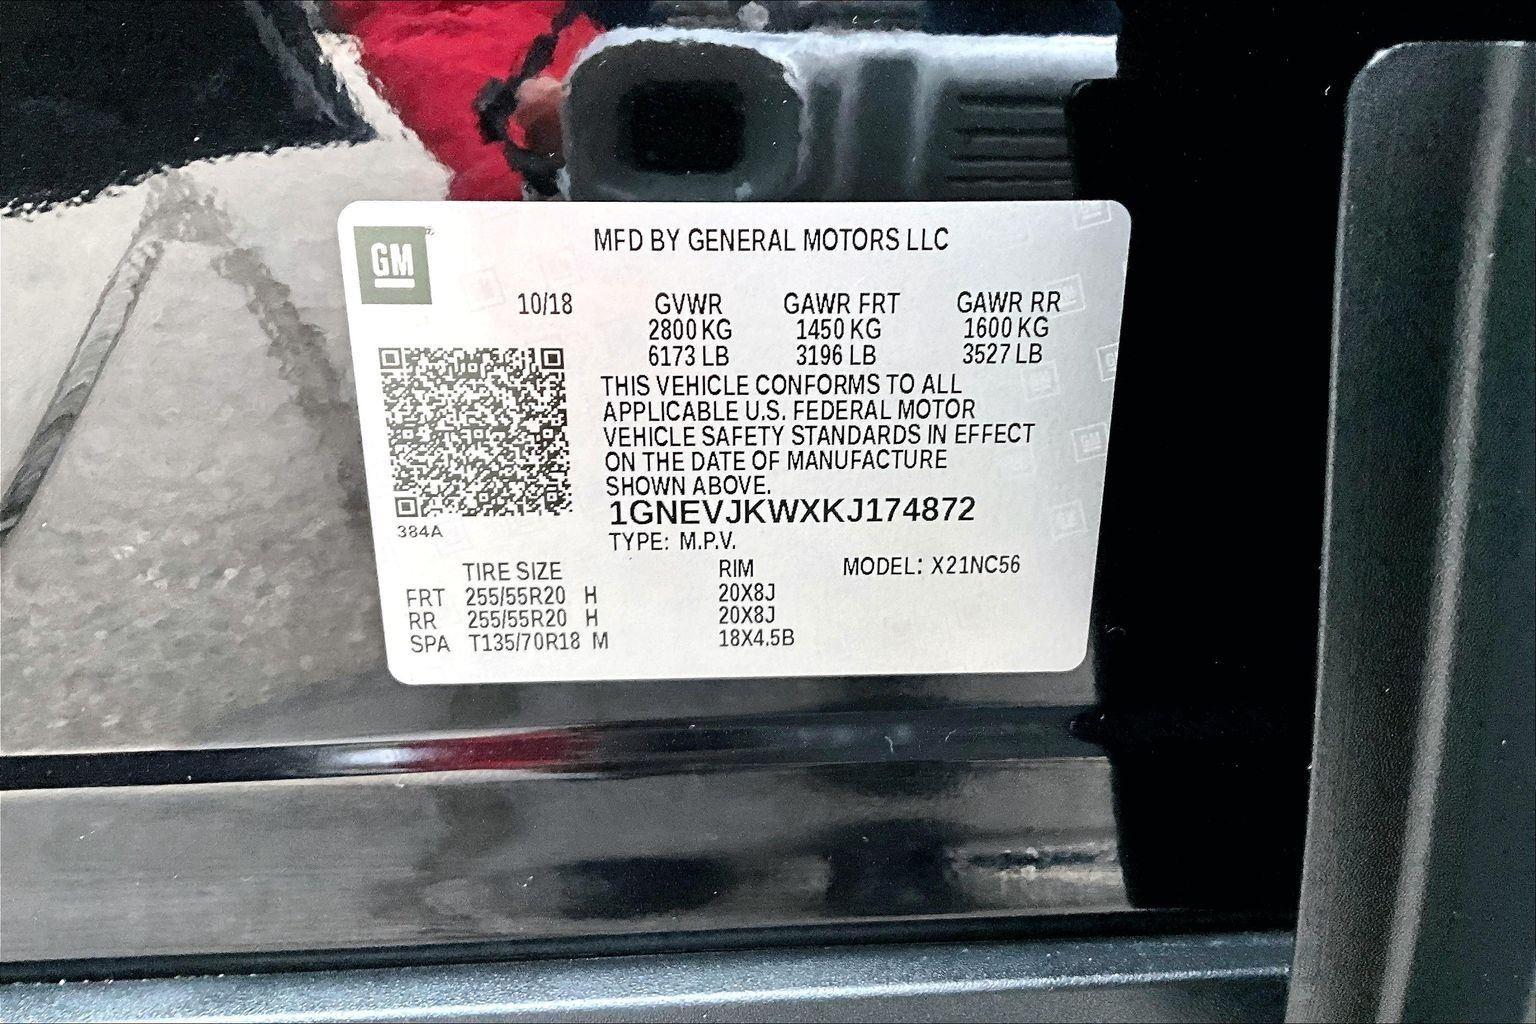 GM
MFD BY GENERAL MOTORS LLC
10/18 GVWR GAWR FRT GAWR RR
2800 KG 1450 KG 1600 KG
6173 LB 3196 LB 3527 LB
THIS VEHICLE CONFORMS TO ALL
APPLICABLE U.S. FEDERAL MOTOR
VEHICLE SAFETY STANDARDS IN EFFECT
ON THE DATE OF MANUFACTURE
SHOWN ABOVE.
1GNEVJKWXKJ174872
384A
TYPE: M.P.V.
TIRE SIZE RIM MODEL: X21NC56
FRT 255/55R20 H 20X8J
RR 255/55R20 H 20X8J
SPA T135/70R18 M 18X4.5B